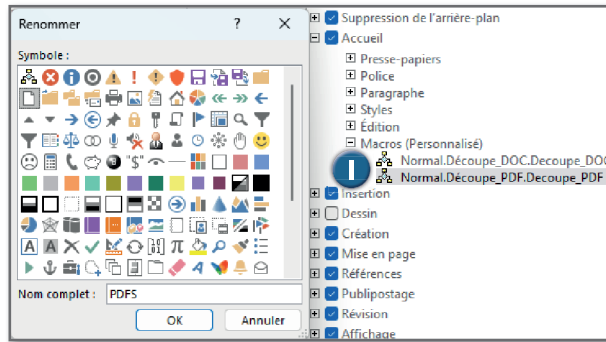 Renommer ? ×
Symbole :
Nom complet : PDFS
OK Annuler
Suppression de l'arrière-plan
Accueil
Presse-papiers
Police
Paragraphe
Styles
Édition
Macros (Personnalisé)
Normal.Découpe_DOC.Decoupe_DOC
Normal.Découpe_PDF.Decoupe_PDF
I
Insertion
Dessin
Création
Mise en page
Références
Publipostage
Révision
Affichage